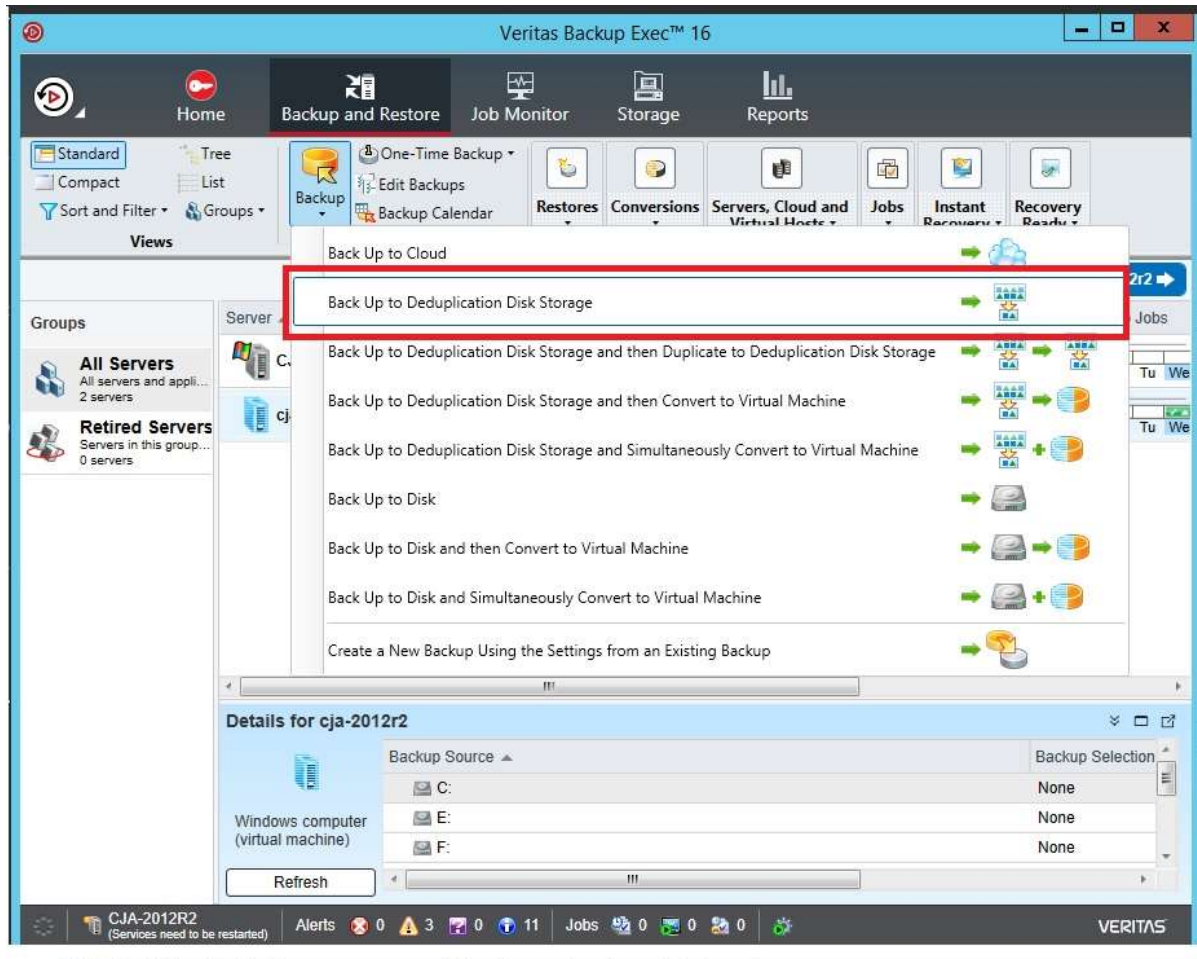 Veritas Backup Exec™ 16
Home
Backup and Restore
Job Monitor
Storage
Reports
Standard
Tree
Compact
List
Sort and Filter
Groups
Views
Backup
One-Time Backup
Edit Backups
Backup Calendar
Restores
Conversions
Servers, Cloud and
Virtual Hosts
Jobs
Instant
Recovery
Recovery
Ready
Back Up to Cloud
Back Up to Deduplication Disk Storage
Back Up to Deduplication Disk Storage and then Duplicate to Deduplication Disk Storage
Back Up to Deduplication Disk Storage and then Convert to Virtual Machine
Back Up to Deduplication Disk Storage and Simultaneously Convert to Virtual Machine
Back Up to Disk
Back Up to Disk and then Convert to Virtual Machine
Back Up to Disk and Simultaneously Convert to Virtual Machine
Create a New Backup Using the Settings from an Existing Backup
2r2
Groups
Server
Jobs
All Servers
All servers and appli...
2 servers
Tu We
cj
Tu We
Retired Servers
Servers in this group...
0 servers
Details for cja-2012r2
Backup Source
Backup Selection
C:
None
E:
None
F:
None
Windows computer
(virtual machine)
Refresh
CJA-2012R2
(Services need to be restarted)
Alerts 0 3 0 11 Jobs 0 0 0
VERITAS